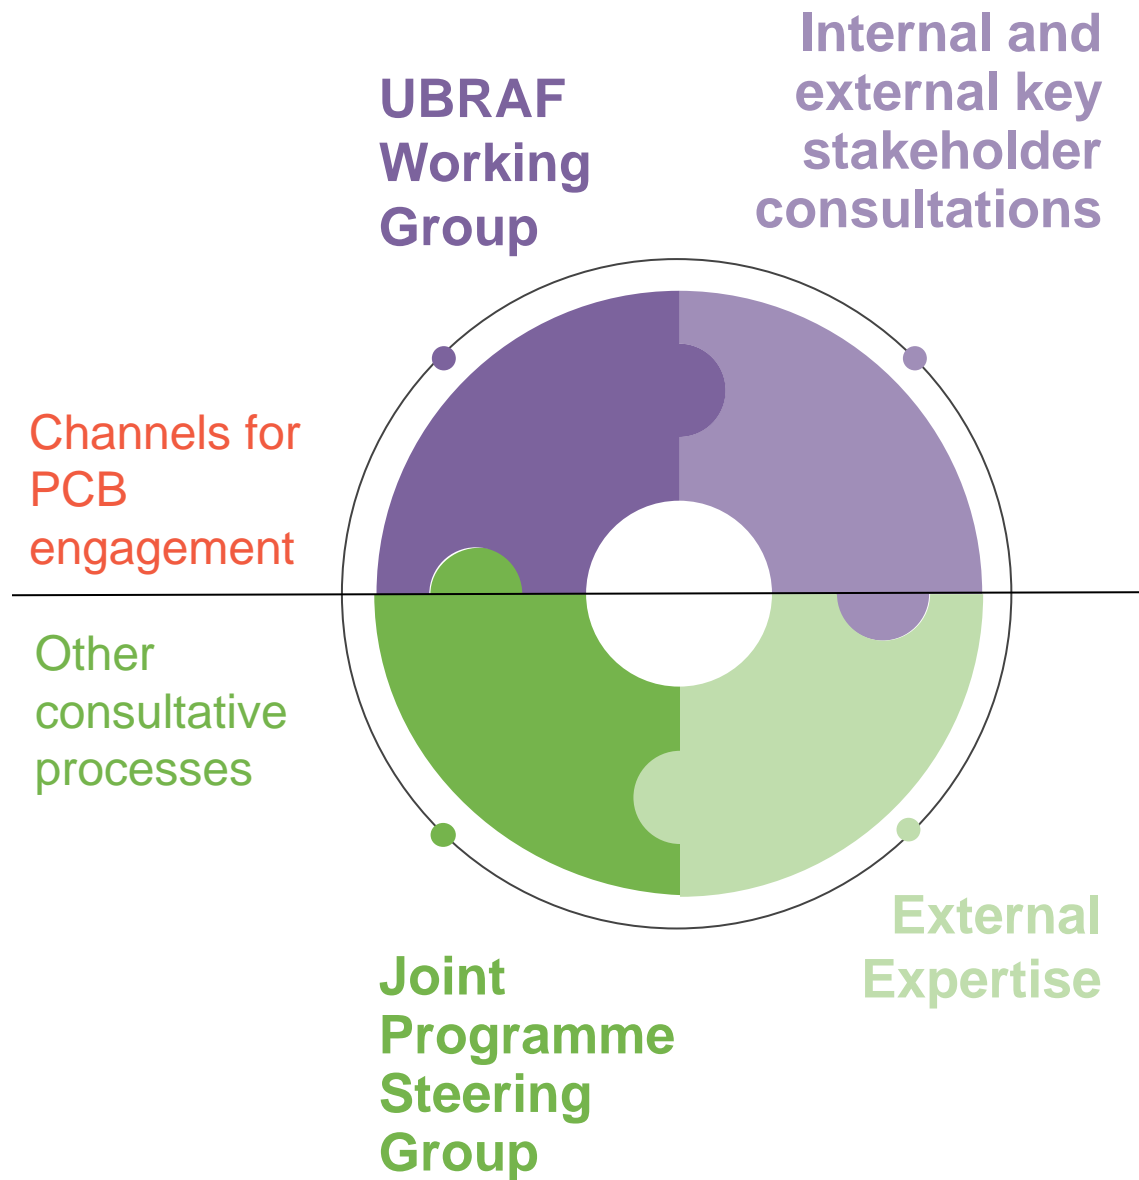 UBRAF
Working
Group
Internal and
external key
stakeholder
consultations
Channels for
PCB
engagement
Other
consultative
processes
Joint
Programme
Steering
Group
External
Expertise